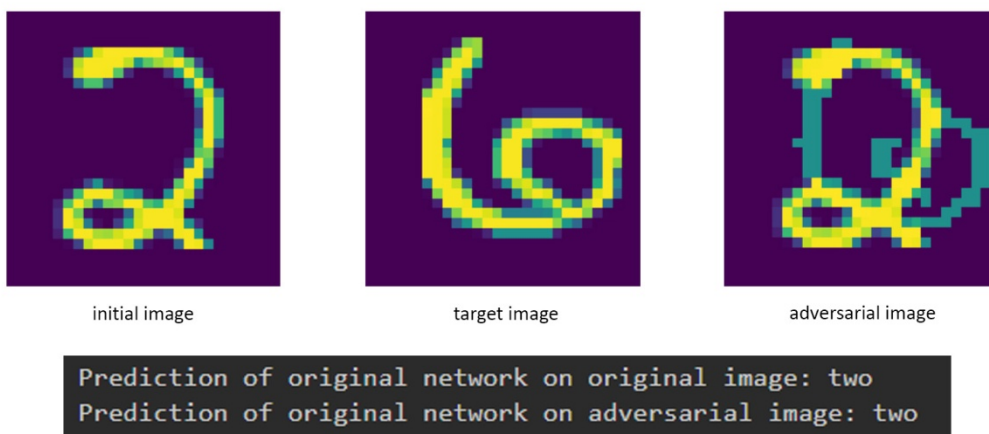 initial image
target image
adversarial image
Prediction of original network on original image: two
Prediction of original network on adversarial image: two